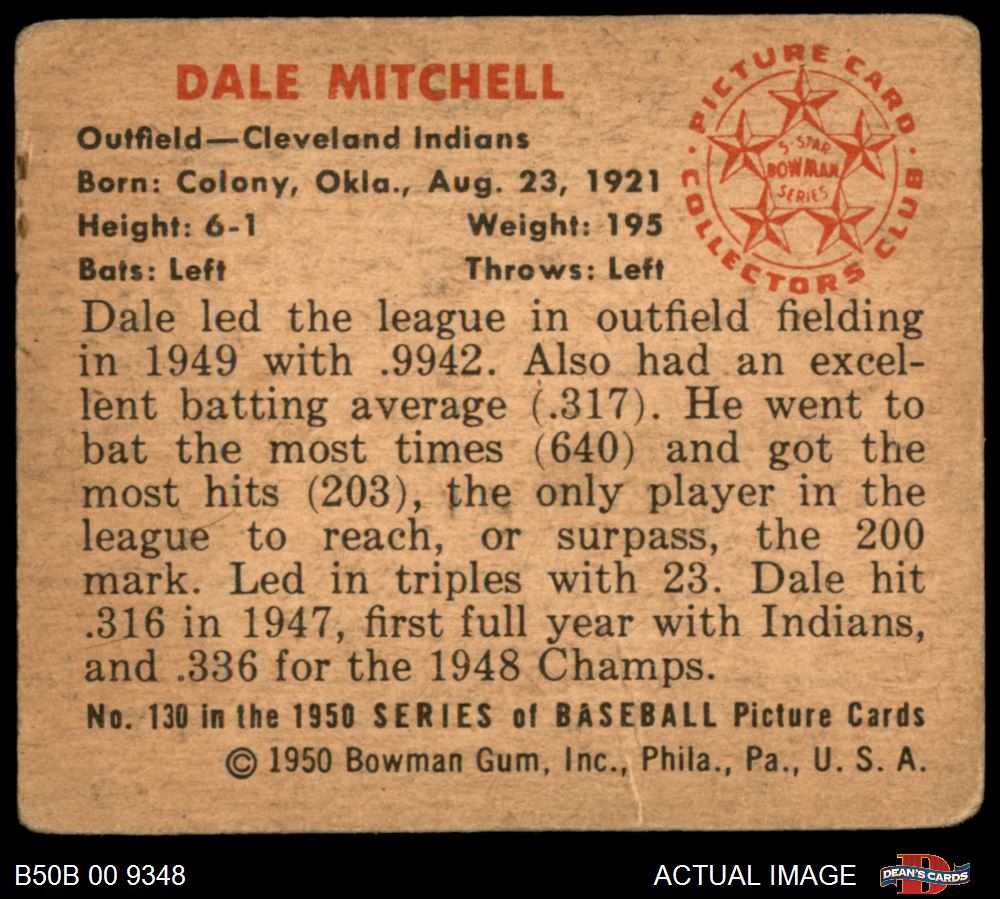 DALE MITCHELL
Outfield—Cleveland Indians
Born: Colony, Okla., Aug. 23, 1921
Height: 6-1 Weight: 195
Bats: Left Throws: Left
· PICTURE CARD ·
COLLECTORS CLUB
5-STAR
BOWMAN
SERIES
Dale led the league in outfield fielding
in 1949 with .9942. Also had an excel-
lent batting average (.317). He went to
bat the most times (640) and got the
most hits (203), the only player in the
league to reach, or surpass, the 200
mark. Led in triples with 23. Dale hit
.316 in 1947, first full year with Indians,
and .336 for the 1948 Champs.
No. 130 in the 1950 SERIES of BASEBALL Picture Cards
© 1950 Bowman Gum, Inc., Phila., Pa., U. S. A.
B50B 00 9348 ACTUAL IMAGE
D
DEAN'S CARDS